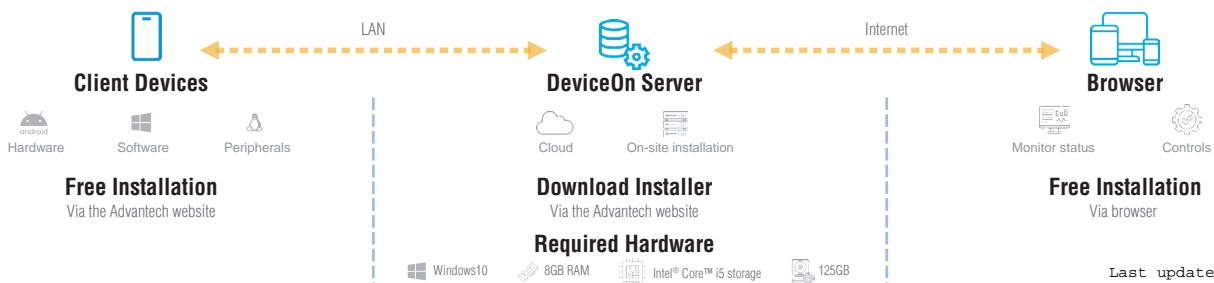 LAN
Internet
Client Devices
DeviceOn Server
Browser
android
Hardware
Software
Peripherals
Cloud
On-site installation
Monitor status
Controls
Free Installation
Via the Advantech website
Download Installer
Via the Advantech website
Free Installation
Via browser
Required Hardware
Windows10
8GB RAM
Intel® Core™ i5 storage
125GB
Last update